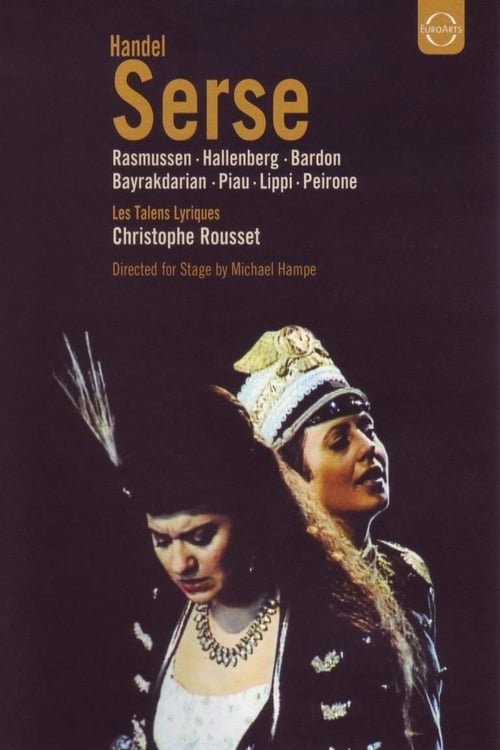 EUROARTS
Handel
Serse
Rasmussen · Hallenberg · Bardon
Bayrakdarian · Piau · Lippi · Peirone
Les Talens Lyriques
Christophe Rousset
Directed for Stage by Michael Hampe